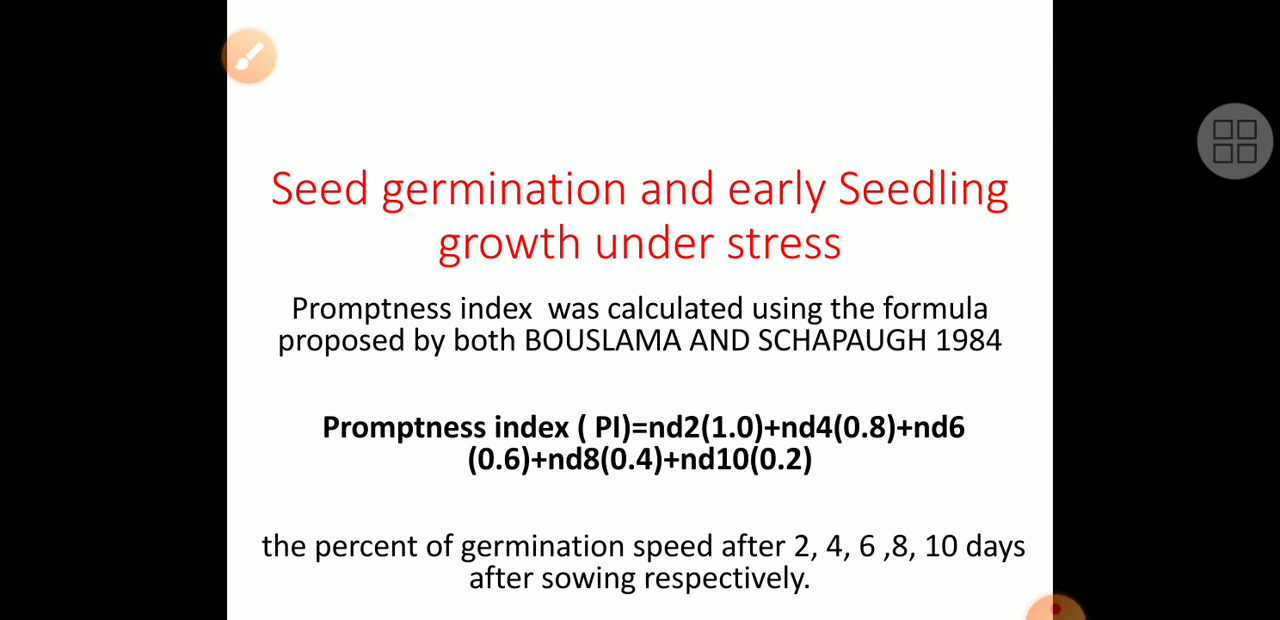 Seed germination and early Seedling
growth under stress
Promptness index  was calculated using the formula
proposed by both BOUSLAMA AND SCHAPAUGH 1984
Promptness index ( PI)=nd2(1.0)+nd4(0.8)+nd6
(0.6)+nd8(0.4)+nd10(0.2)
the percent of germination speed after 2, 4, 6 ,8, 10 days
after sowing respectively.